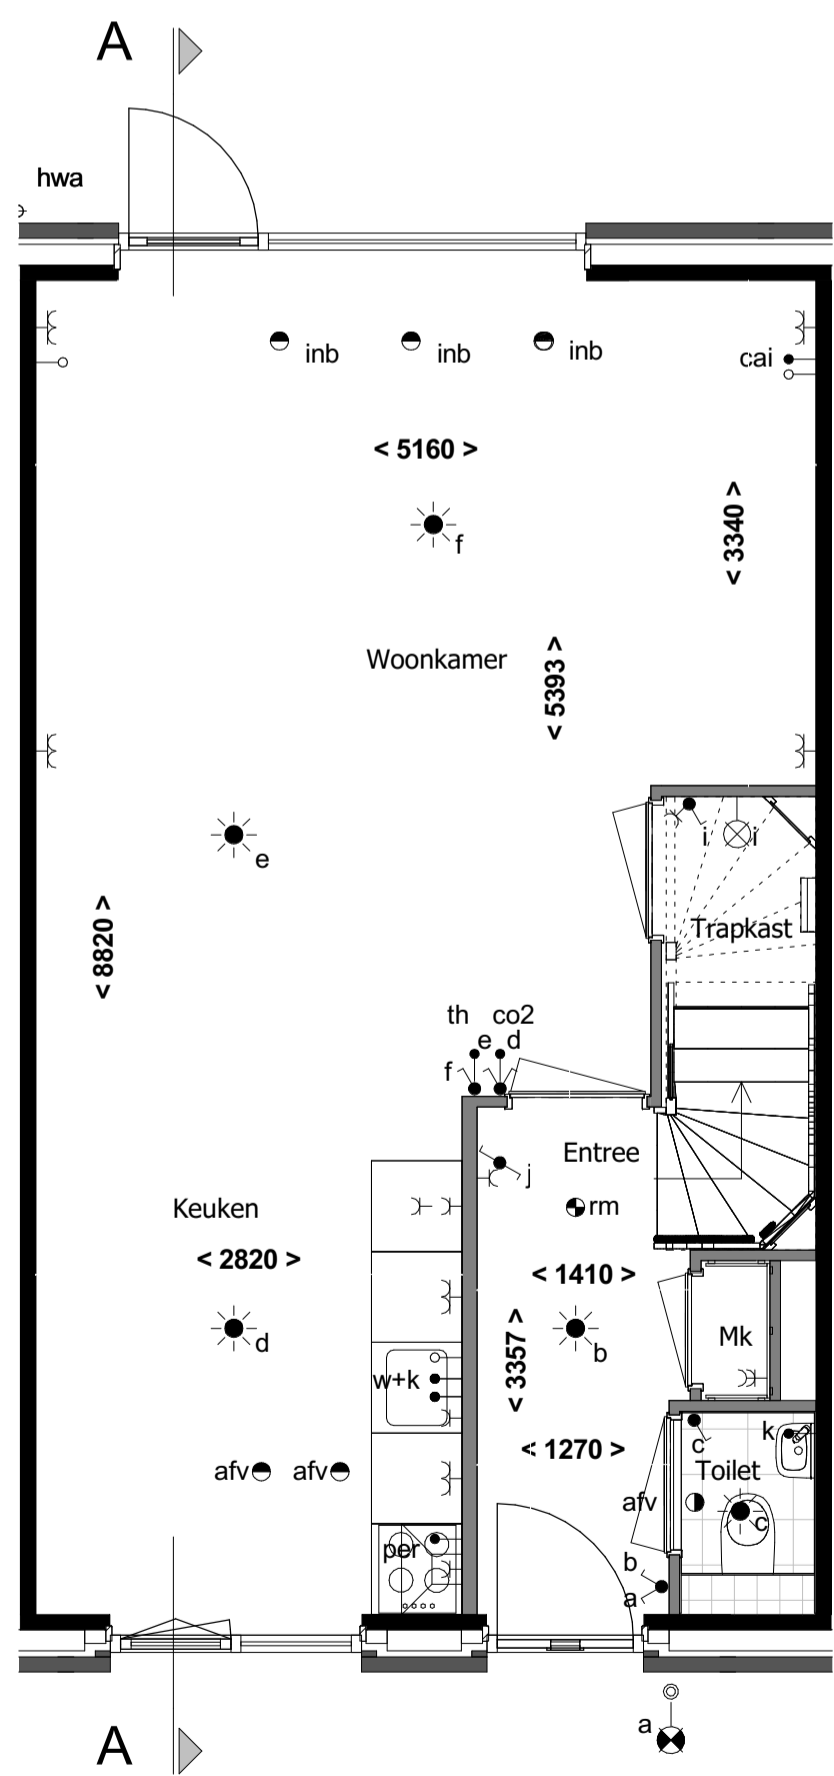 A
hwa
inb
inb
inb
cai
< 5160 >
< 3340 >
f
Woonkamer
< 5393 >
e
i
i
Trapkast
< 8820 >
th
co2
e
d
f
Entree
j
rm
Keuken
< 2820 >
< 1410 >
d
b
Mk
< 3357 >
w+k
k
c
< 1270 >
afv
afv
Toilet
afv
c
per
b
a
a
A